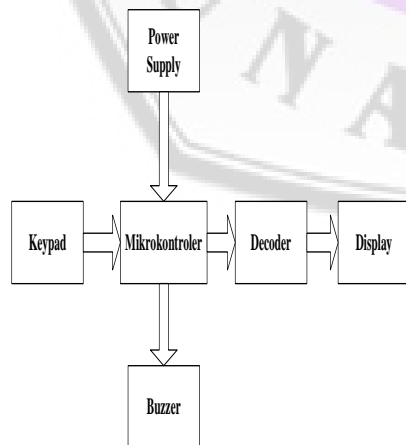 Power
Supply
Keypad
Mikrokontroler
Decoder
Display
Buzzer
N A